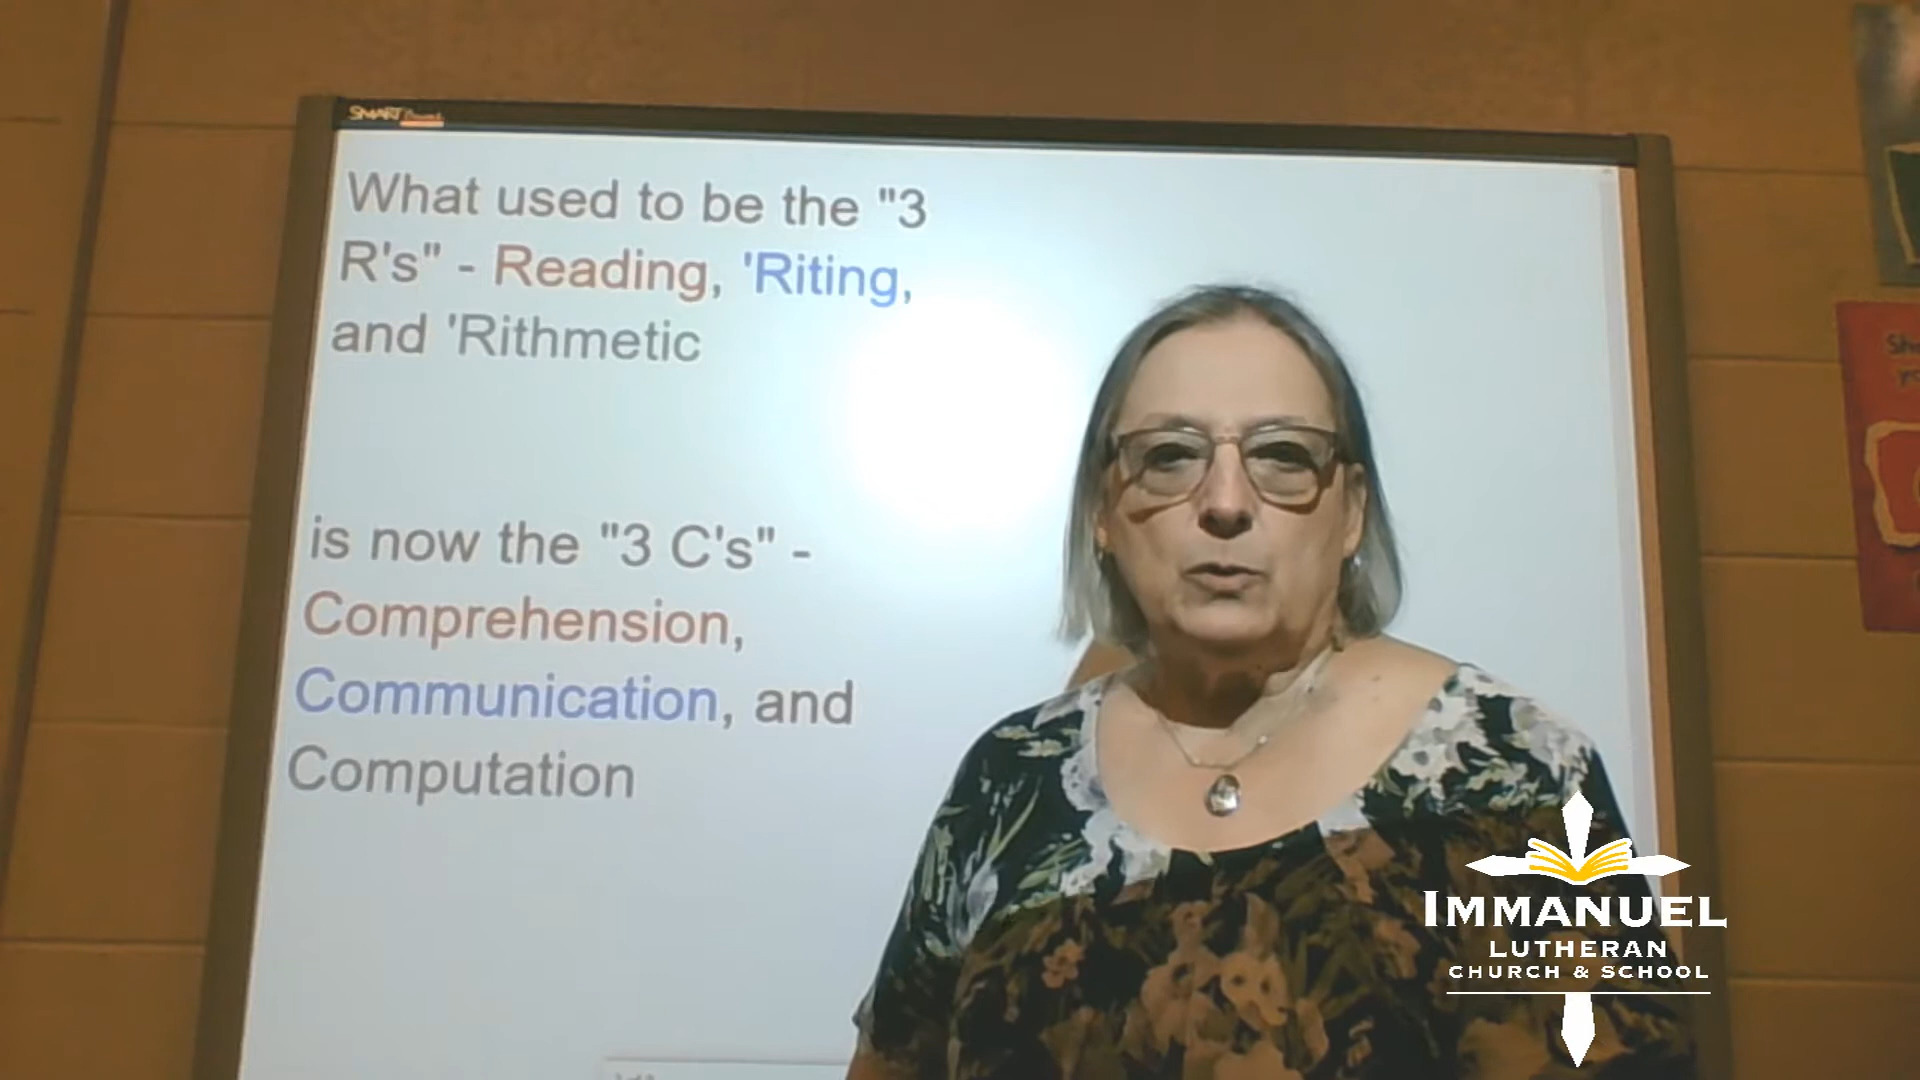 SMART
What used to be the "3
R's" - Reading, 'Riting,
and 'Rithmetic
is now the "3 C's" -
Comprehension,
Communication, and
Computation
IMMANUEL
LUTHERAN
CHURCH & SCHOOL